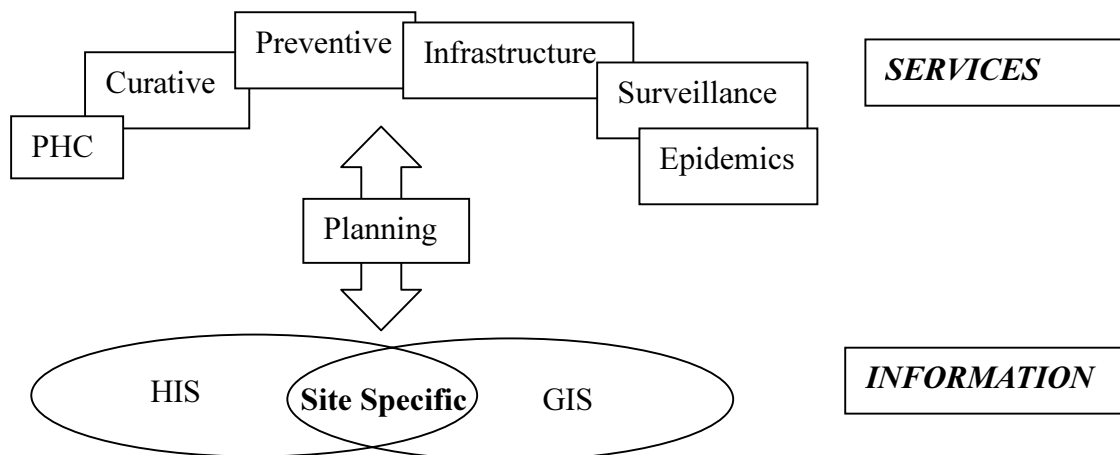 Preventive
Infrastructure
Curative
SERVICES
Surveillance
PHC
Epidemics
Planning
HIS
Site Specific
GIS
INFORMATION